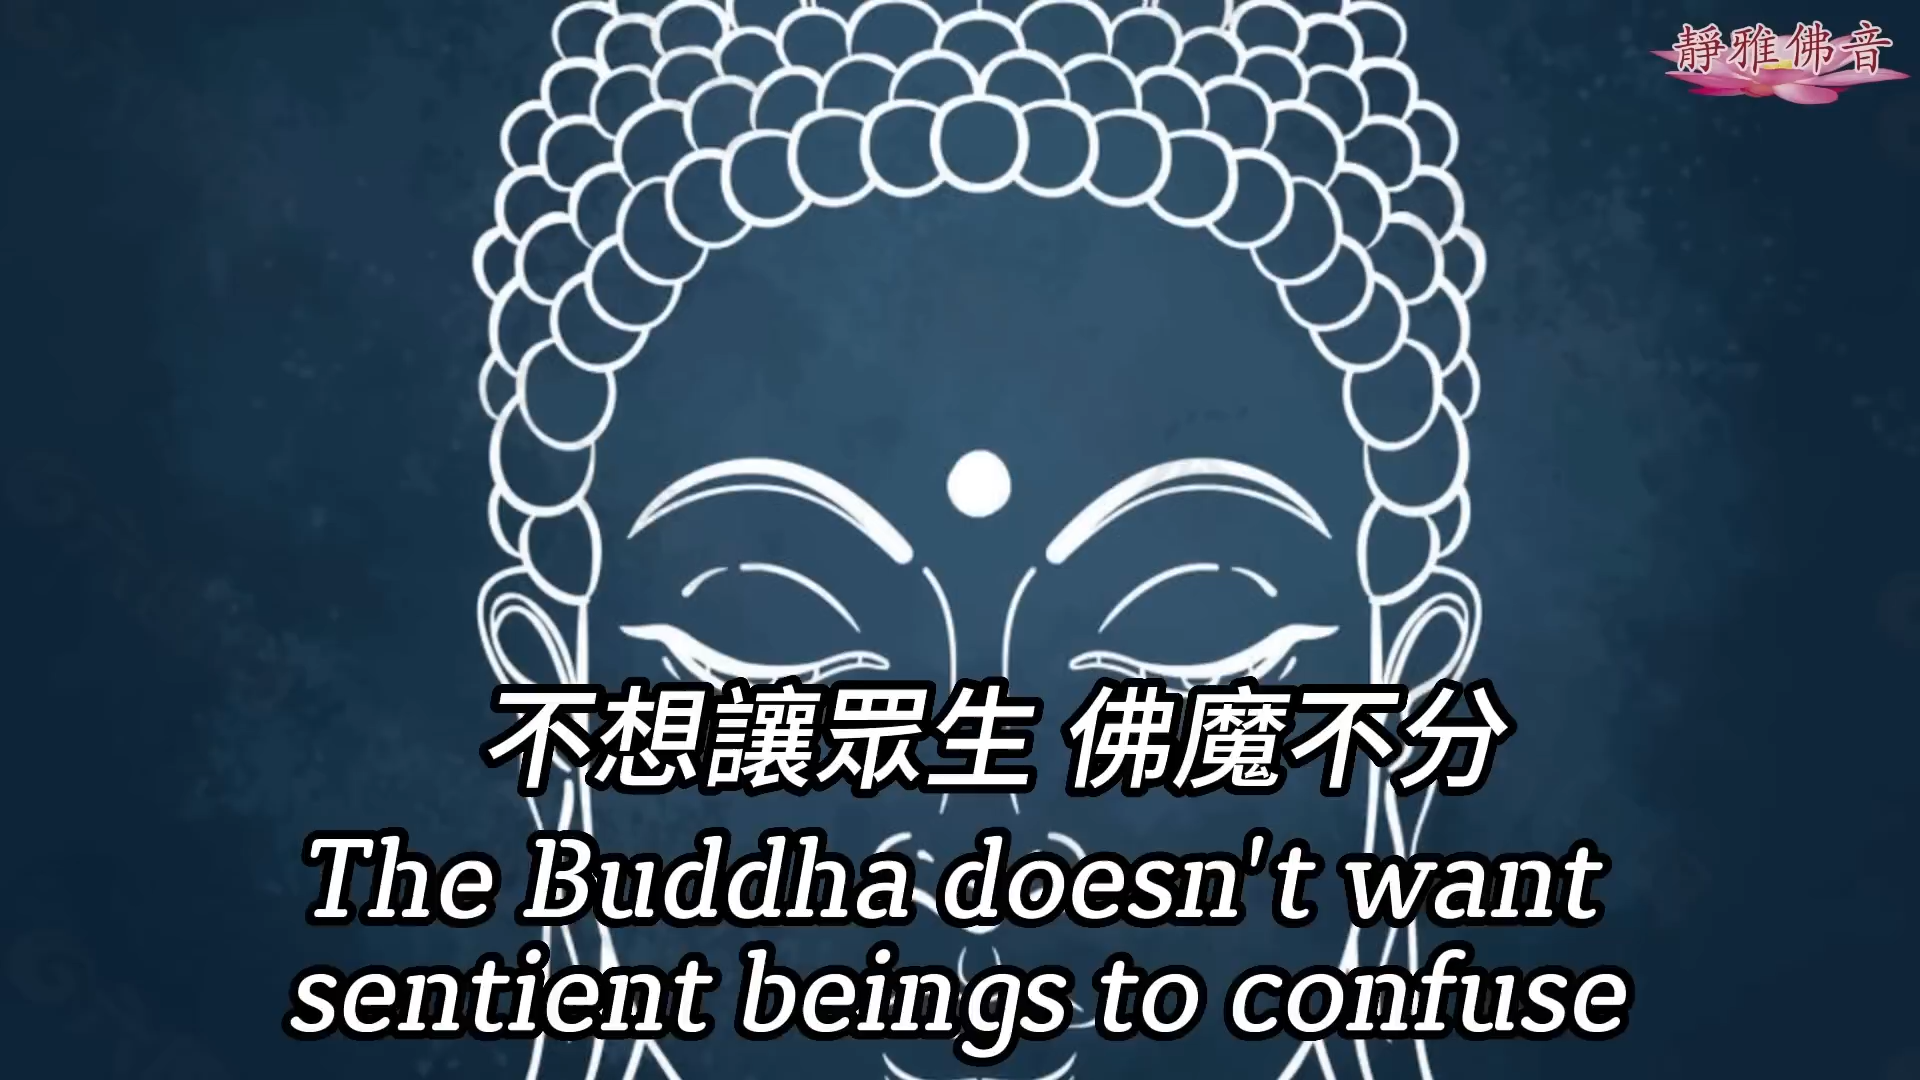 靜雅佛音
不想讓眾生 佛魔不分
The Buddha doesn't want
sentient beings to confuse